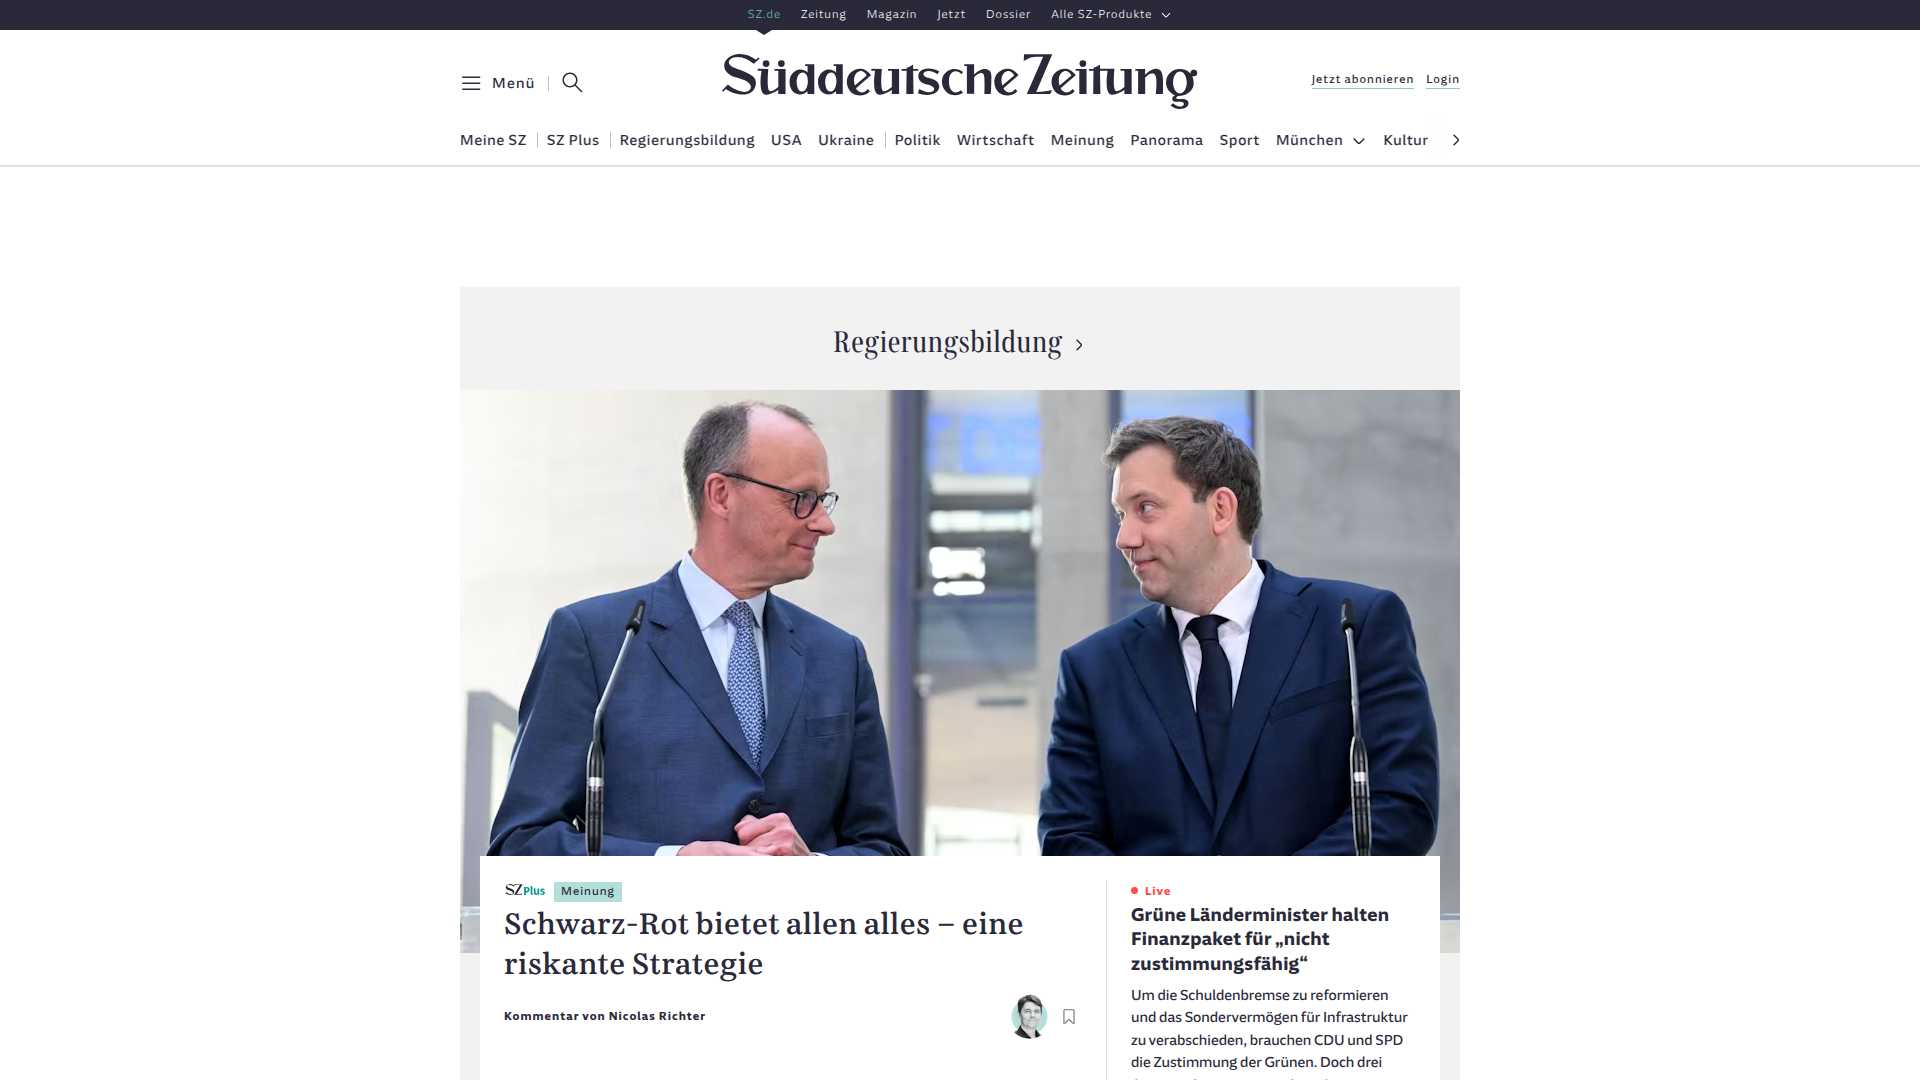 SZ.de Zeitung Magazin Jetzt Dossier Alle SZ-Produkte
Menü
Süddeutsche Zeitung
Jetzt abonnieren Login
Meine SZ SZ Plus Regierungsbildung USA Ukraine Politik Wirtschaft Meinung Panorama Sport München Kultur
Regierungsbildung
SZ Plus Meinung
Schwarz-Rot bietet allen alles – eine
riskante Strategie
Kommentar von Nicolas Richter
Live
Grüne Länderminister halten
Finanzpaket für „nicht
zustimmungsfähig“
Um die Schuldenbremse zu reformieren
und das Sondervermögen für Infrastruktur
zu verabschieden, brauchen CDU und SPD
die Zustimmung der Grünen. Doch drei